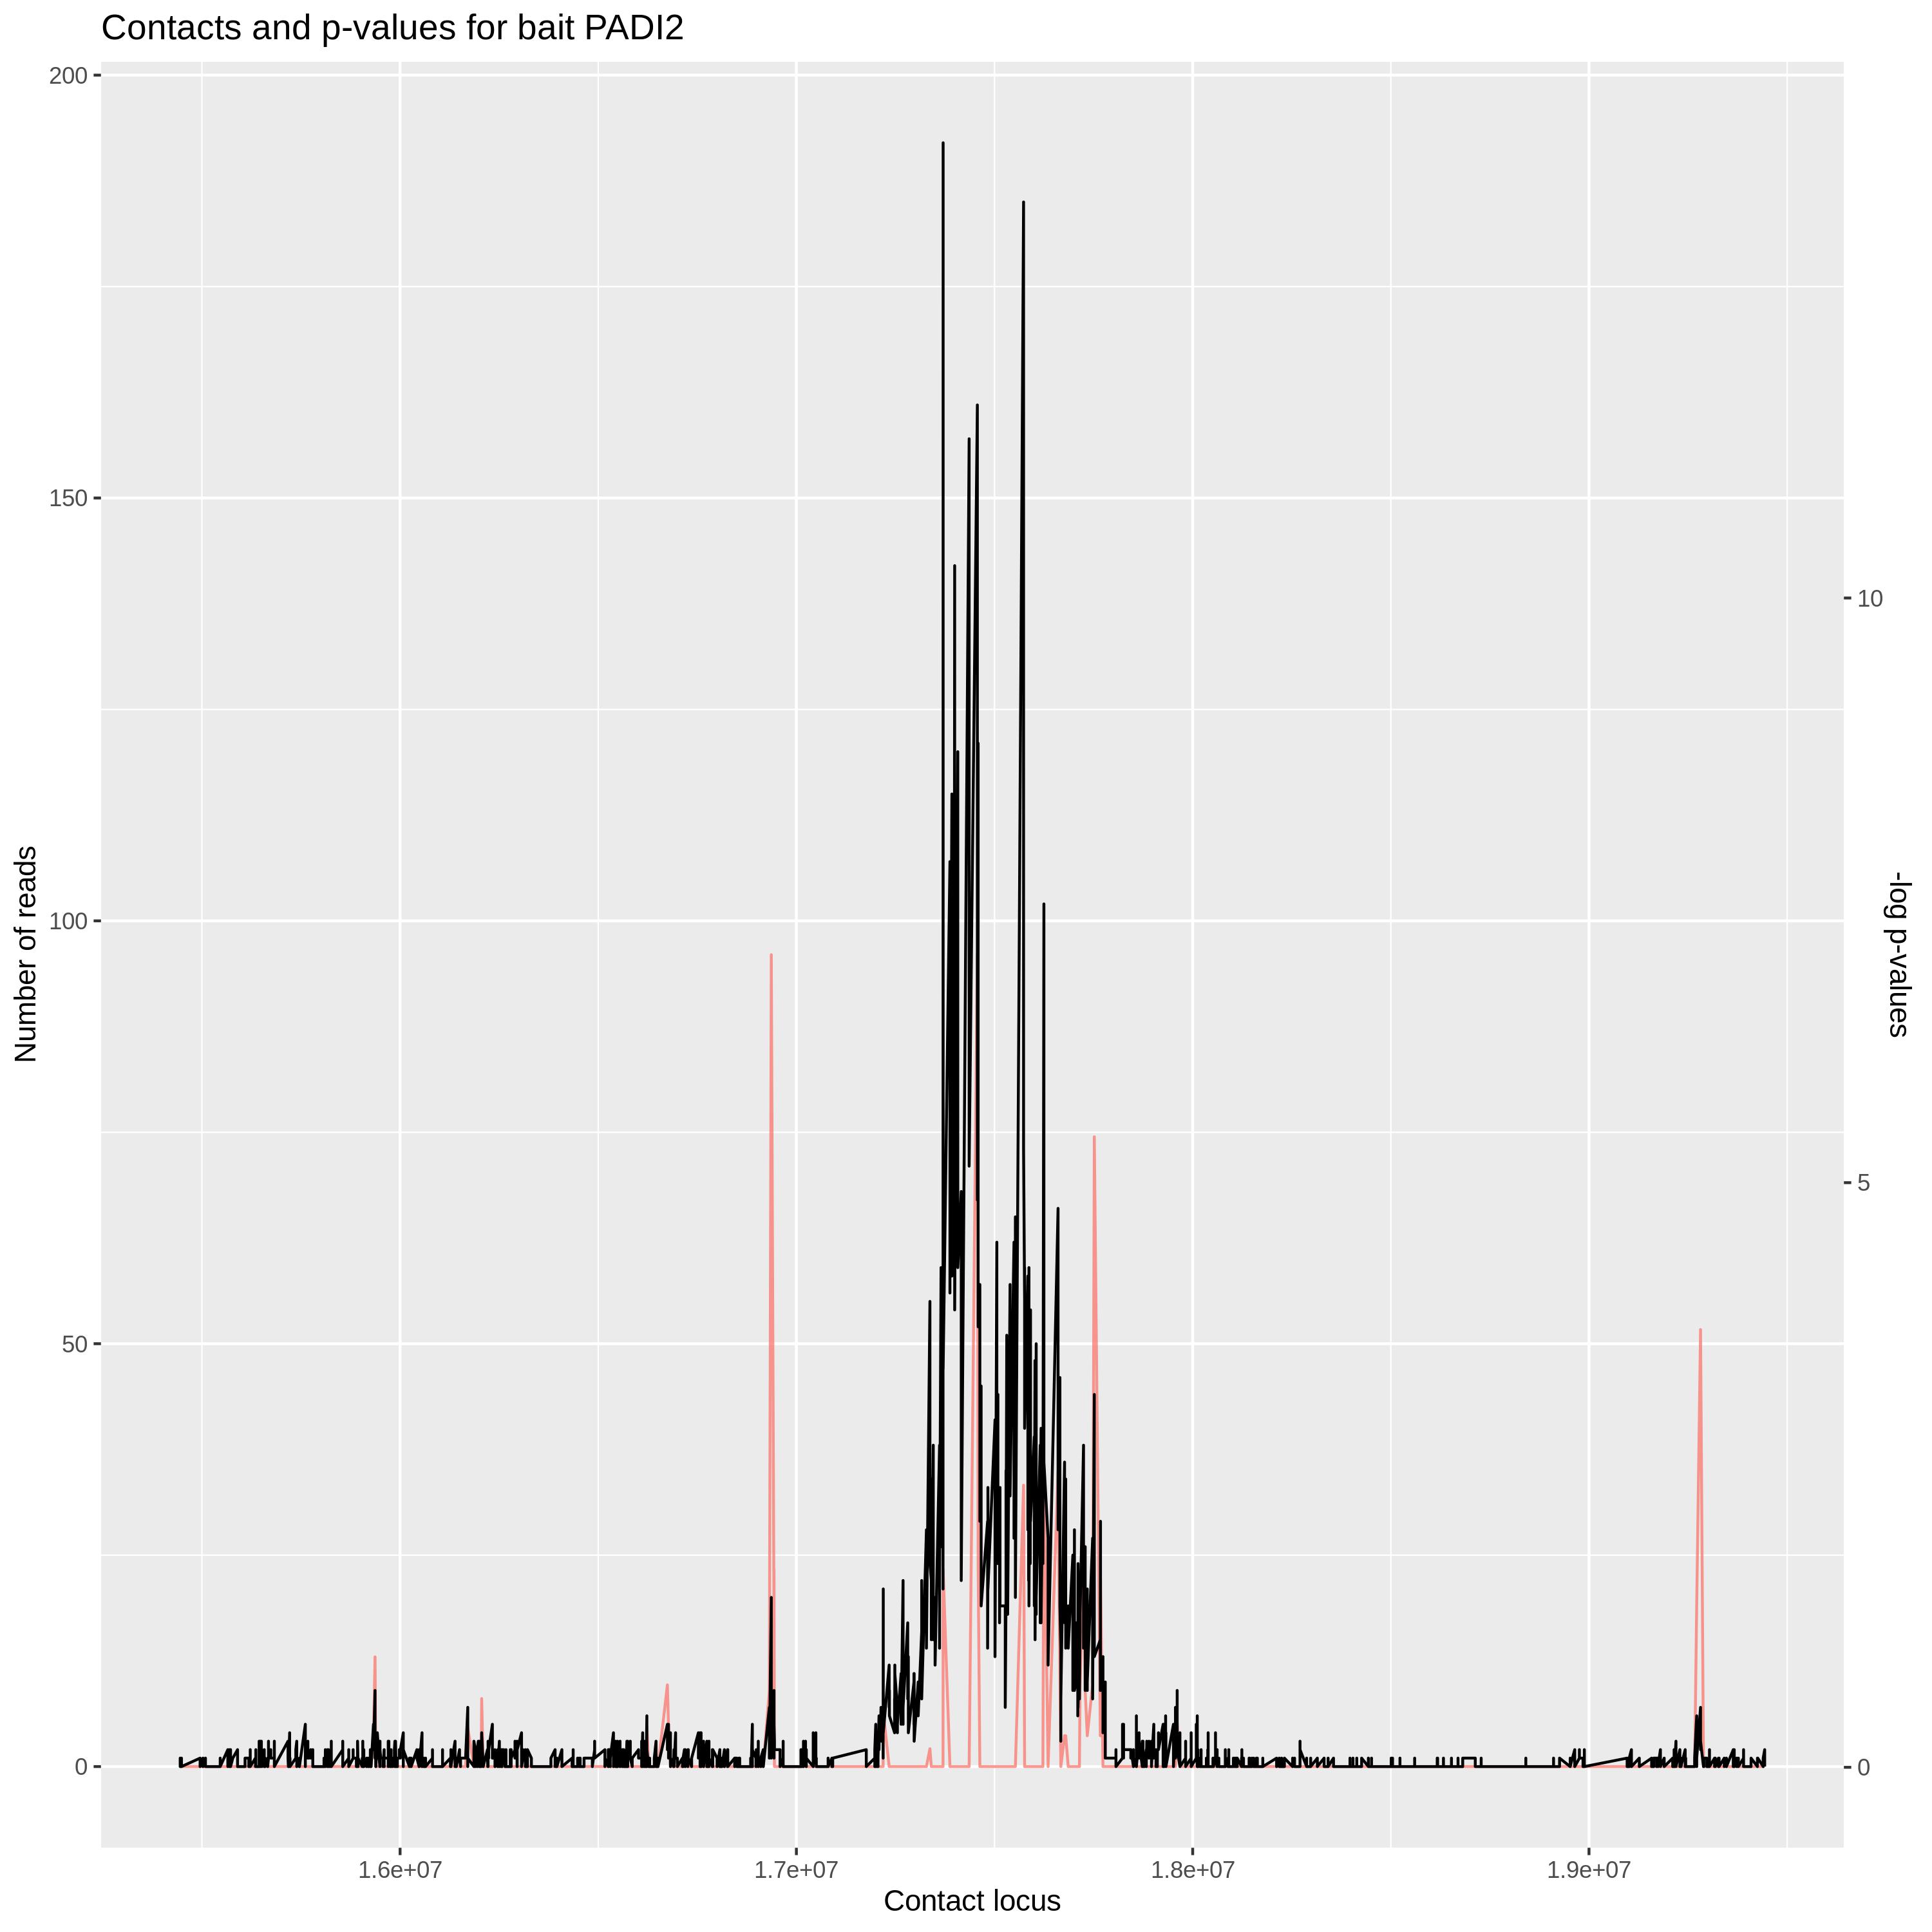 Contacts and p-values for bait PADI2
200
150
100
50
0
Number of reads
10
5
0
-log p-values
1.6e+07
1.7e+07
1.8e+07
1.9e+07
Contact locus